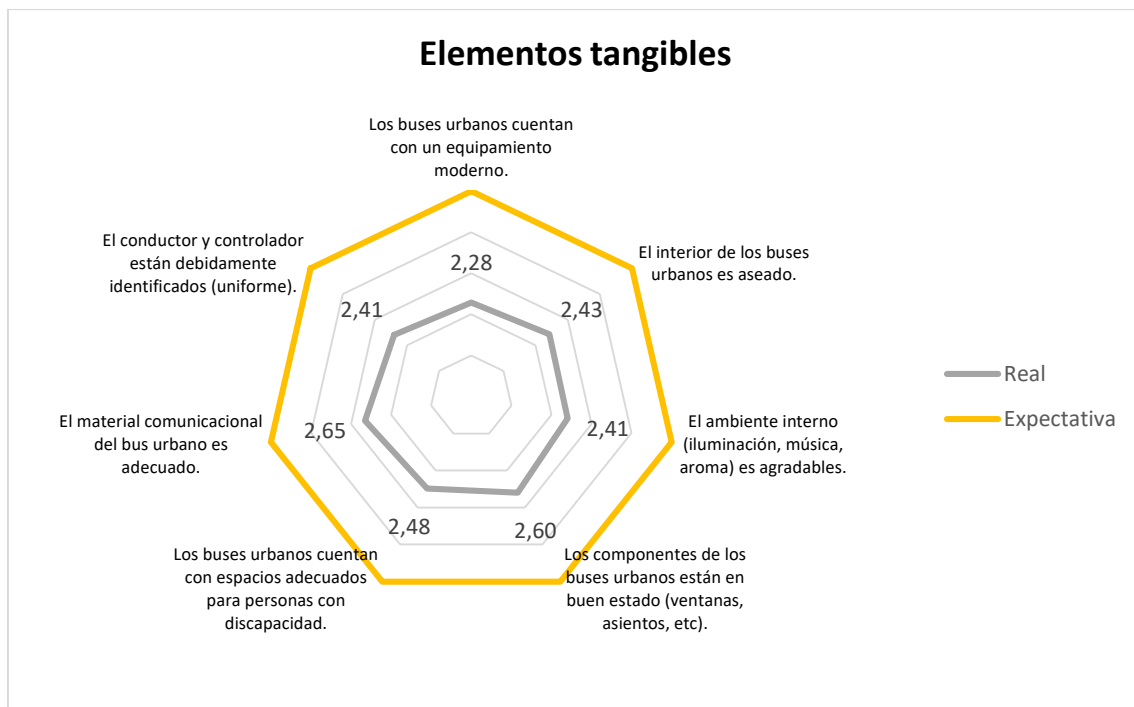 Elementos tangibles
Los buses urbanos cuentan
con un equipamiento
moderno.
El interior de los buses
urbanos es aseado.
El ambiente interno
(iluminación, música,
aroma) es agradables.
Los componentes de los
buses urbanos están en
buen estado (ventanas,
asientos, etc).
Los buses urbanos cuentan
con espacios adecuados
para personas con
discapacidad.
El material comunicacional
del bus urbano es
adecuado.
El conductor y controlador
están debidamente
identificados (uniforme).
2,28
2,43
2,41
2,60
2,48
2,65
2,41
Real
Expectativa